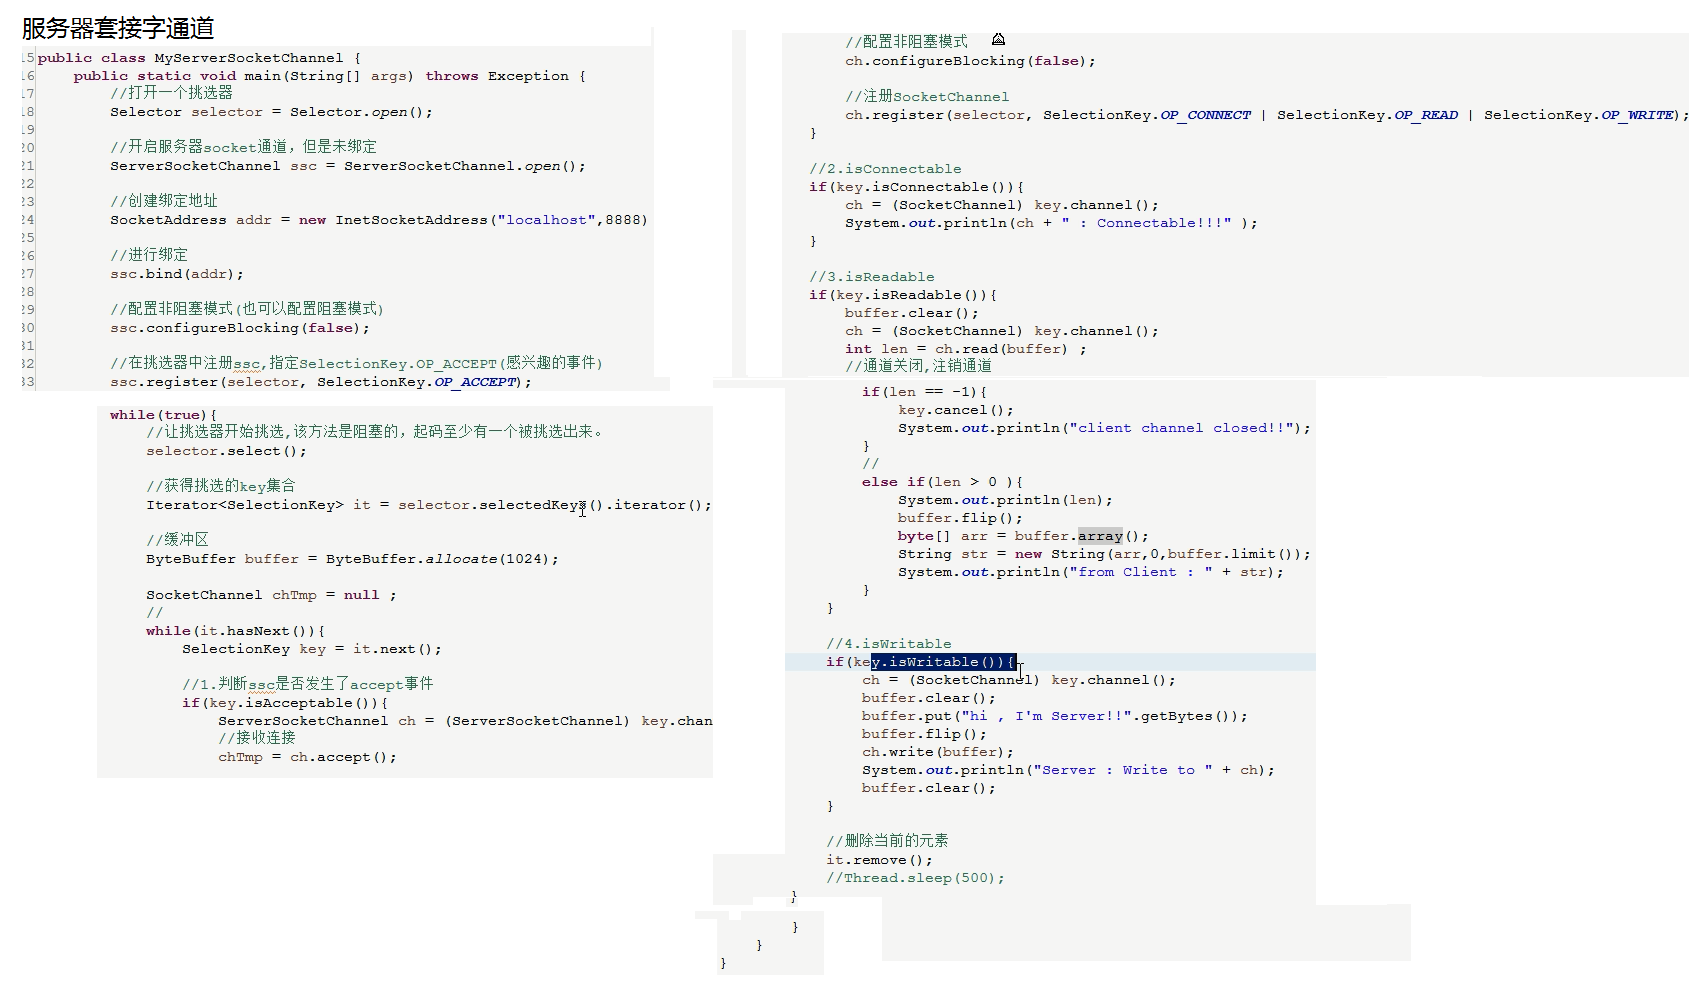 服务器套接字通道
15 public class MyServerSocketChannel {
16     public static void main(String[] args) throws Exception {
17         //打开一个挑选器
18         Selector selector = Selector.open();
19
20         //开启服务器socket通道，但是未绑定
21         ServerSocketChannel ssc = ServerSocketChannel.open();
22
23         //创建绑定地址
24         SocketAddress addr = new InetSocketAddress("localhost",8888)
25
26         //进行绑定
27         ssc.bind(addr);
28
29         //配置非阻塞模式(也可以配置阻塞模式)
30         ssc.configureBlocking(false);
31
32         //在挑选器中注册ssc,指定SelectionKey.OP_ACCEPT(感兴趣的事件)
33         ssc.register(selector, SelectionKey.OP_ACCEPT);
while(true){
    //让挑选器开始挑选,该方法是阻塞的，起码至少有一个被挑选出来。
    selector.select();
    //获得挑选的key集合
    Iterator<SelectionKey> it = selector.selectedKeys().iterator();
    //缓冲区
    ByteBuffer buffer = ByteBuffer.allocate(1024);
    SocketChannel chTmp = null ;
    //
    while(it.hasNext()){
        SelectionKey key = it.next();
        //1.判断ssc是否发生了accept事件
        if(key.isAcceptable()){
            ServerSocketChannel ch = (ServerSocketChannel) key.chan
            //接收连接
            chTmp = ch.accept();
    //配置非阻塞模式
    ch.configureBlocking(false);
    //注册SocketChannel
    ch.register(selector, SelectionKey.OP_CONNECT | SelectionKey.OP_READ | SelectionKey.OP_WRITE);
}
//2.isConnectable
if(key.isConnectable()){
    ch = (SocketChannel) key.channel();
    System.out.println(ch + " : Connectable!!!" );
}
//3.isReadable
if(key.isReadable()){
    buffer.clear();
    ch = (SocketChannel) key.channel();
    int len = ch.read(buffer) ;
    //通道关闭,注销通道
    if(len == -1){
        key.cancel();
        System.out.println("client channel closed!!");
    }
    //
    else if(len > 0 ){
        System.out.println(len);
        buffer.flip();
        byte[] arr = buffer.array();
        String str = new String(arr,0,buffer.limit());
        System.out.println("from Client : " + str);
    }
}
//4.isWritable
if(key.isWritable()){
    ch = (SocketChannel) key.channel();
    buffer.clear();
    buffer.put("hi , I'm Server!!".getBytes());
    buffer.flip();
    ch.write(buffer);
    System.out.println("Server : Write to " + ch);
    buffer.clear();
}
//删除当前的元素
it.remove();
//Thread.sleep(500);
}
}
}
}